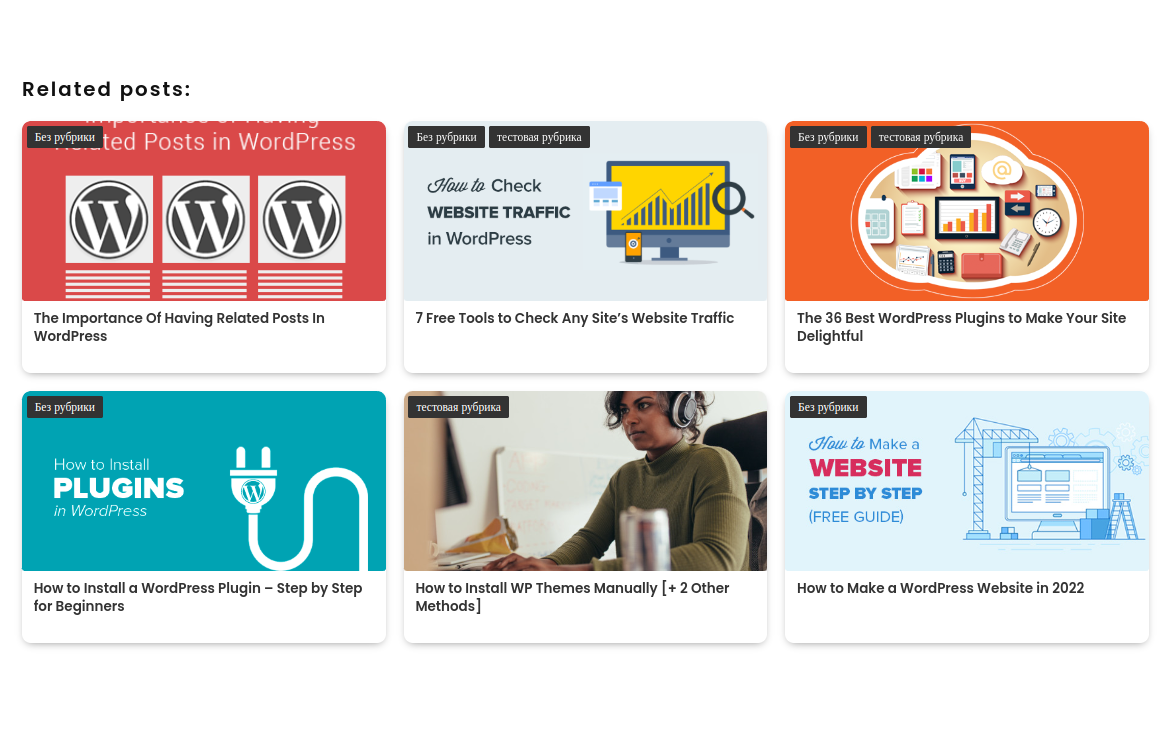 Related posts:
Без рубрики
Importance of Having
Related Posts in WordPress
The Importance Of Having Related Posts In
WordPress
Без рубрики
тестовая рубрика
How to Check
WEBSITE TRAFFIC
in WordPress
7 Free Tools to Check Any Site’s Website Traffic
Без рубрики
тестовая рубрика
The 36 Best WordPress Plugins to Make Your Site
Delightful
Без рубрики
How to Install
PLUGINS
in WordPress
How to Install a WordPress Plugin – Step by Step
for Beginners
тестовая рубрика
How to Install WP Themes Manually [+ 2 Other
Methods]
Без рубрики
How to Make a
WEBSITE
STEP BY STEP
(FREE GUIDE)
How to Make a WordPress Website in 2022